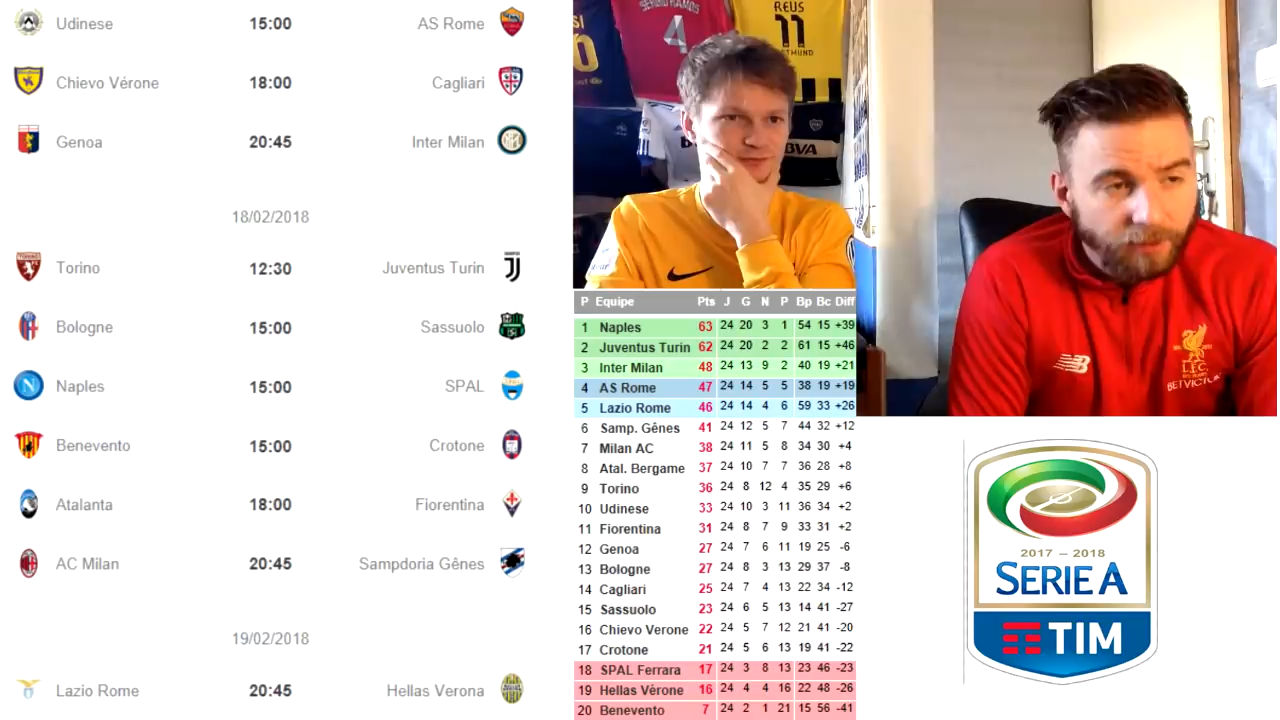 Udinese 15:00 AS Rome
Chievo Vérone 18:00 Cagliari
Genoa 20:45 Inter Milan
18/02/2018
Torino 12:30 Juventus Turin
Bologne 15:00 Sassuolo
Naples 15:00 SPAL
Benevento 15:00 Crotone
Atalanta 18:00 Fiorentina
AC Milan 20:45 Sampdoria Gênes
19/02/2018
Lazio Rome 20:45 Hellas Verona
SERGIO RAMOS
4
REUS
11
BBVA
P Equipe Pts J G N P Bp Bc Diff
1 Naples 63 24 20 3 1 54 15 +39
2 Juventus Turin 62 24 20 2 2 61 15 +46
3 Inter Milan 48 24 13 9 2 40 19 +21
4 AS Rome 47 24 14 5 5 38 19 +19
5 Lazio Rome 46 24 14 4 6 59 33 +26
6 Samp. Gênes 41 24 12 5 7 44 32 +12
7 Milan AC 38 24 11 5 8 34 30 +4
8 Atal. Bergame 37 24 10 7 7 36 28 +8
9 Torino 36 24 8 12 4 35 29 +6
10 Udinese 33 24 10 3 11 36 34 +2
11 Fiorentina 31 24 8 7 9 33 31 +2
12 Genoa 27 24 7 6 11 19 25 -6
13 Bologne 27 24 8 3 13 29 37 -8
14 Cagliari 25 24 7 4 13 22 34 -12
15 Sassuolo 23 24 6 5 13 14 41 -27
16 Chievo Verone 22 24 5 7 12 21 41 -20
17 Crotone 21 24 5 6 13 19 41 -22
18 SPAL Ferrara 17 24 3 8 13 23 46 -23
19 Hellas Vérone 16 24 4 4 16 22 48 -26
20 Benevento 7 24 2 1 21 15 56 -41
L.F.C.
BETVICTOR
2017 – 2018
SERIE A
TIM